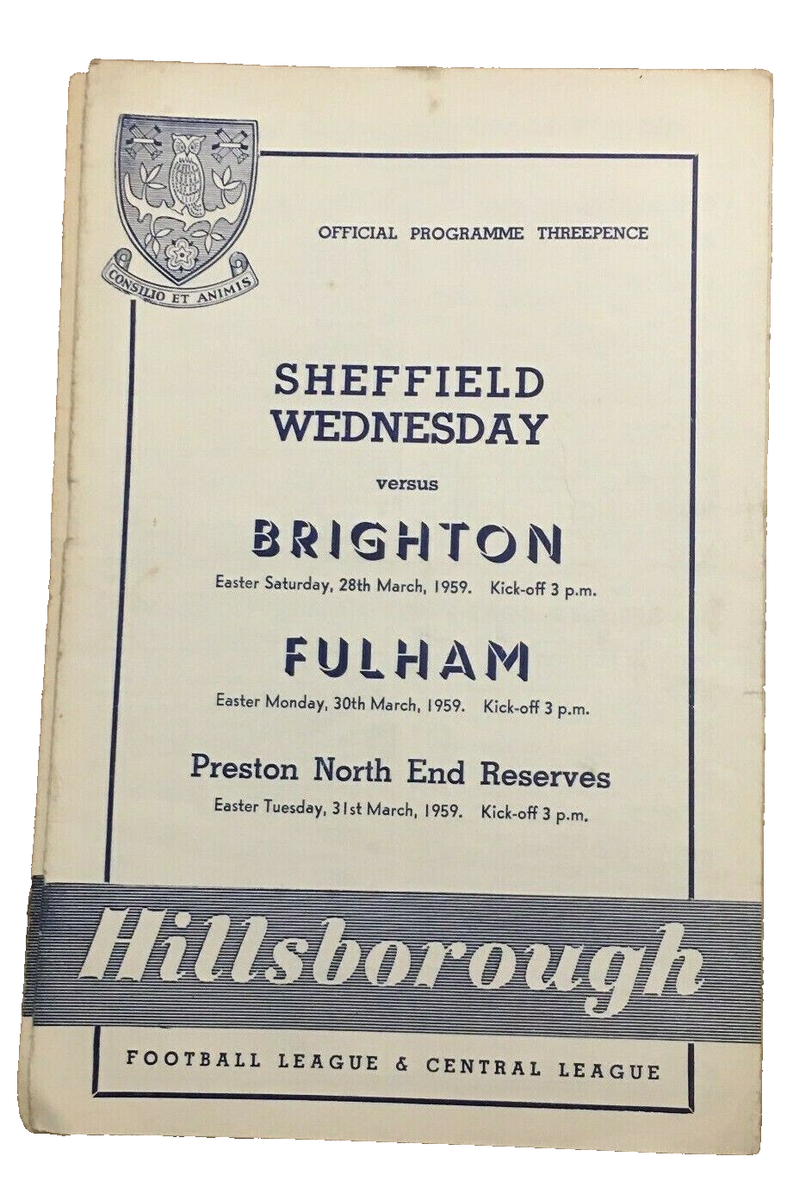 CONSILIO ET ANIMIS
OFFICIAL PROGRAMME THREEPENCE
SHEFFIELD
WEDNESDAY
versus
BRIGHTON
Easter Saturday, 28th March, 1959. Kick-off 3 p.m.
FULHAM
Easter Monday, 30th March, 1959. Kick-off 3 p.m.
Preston North End Reserves
Easter Tuesday, 31st March, 1959. Kick-off 3 p.m.
Hillsborough
FOOTBALL LEAGUE & CENTRAL LEAGUE